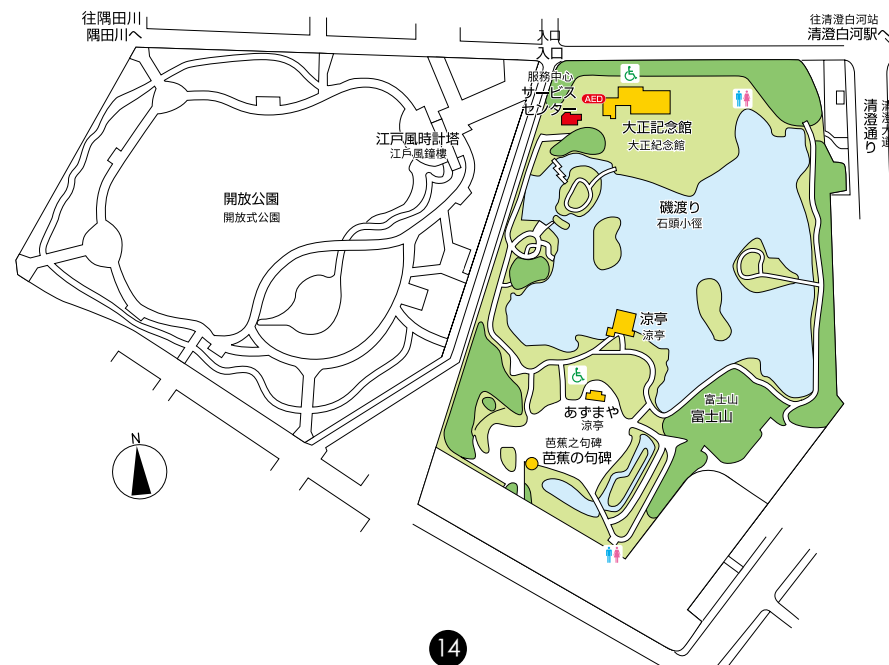 往隅田川
隅田川へ
入口
入口
往清澄白河站
清澄白河駅へ
服務中心
サービス
センター
AED
大正記念館
大正紀念館
清澄通り
清澄大道
江戸風時計塔
江戸風鐘樓
開放公園
開放式公園
磯渡り
石頭小徑
涼亭
涼亭
富士山
富士山
あずまや
涼亭
芭蕉之句碑
芭蕉の句碑
N
14